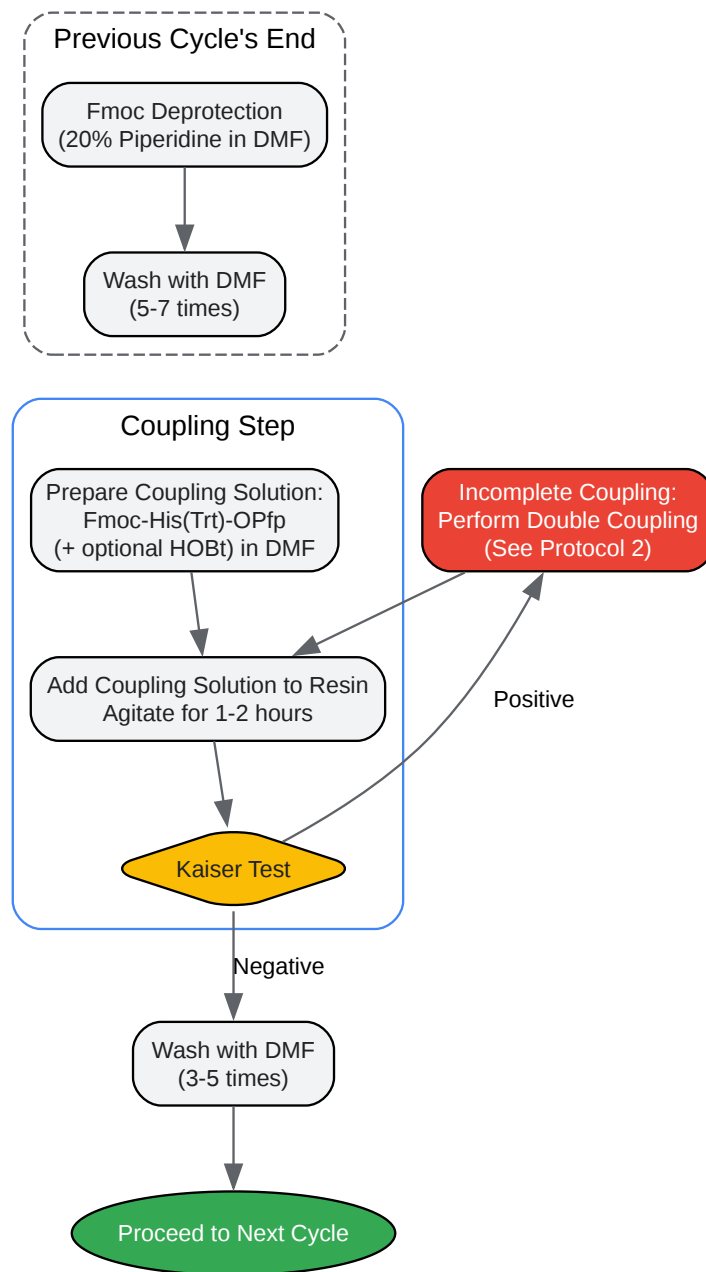 Previous Cycle's End
Fmoc Deprotection
(20% Piperidine in DMF)
Wash with DMF
(5-7 times)
Coupling Step
Prepare Coupling Solution:
Fmoc-His(Trt)-OPfp
(+ optional HOBt) in DMF
Incomplete Coupling:
Perform Double Coupling
(See Protocol 2)
Add Coupling Solution to Resin
Agitate for 1-2 hours
Positive
Kaiser Test
Negative
Wash with DMF
(3-5 times)
Proceed to Next Cycle